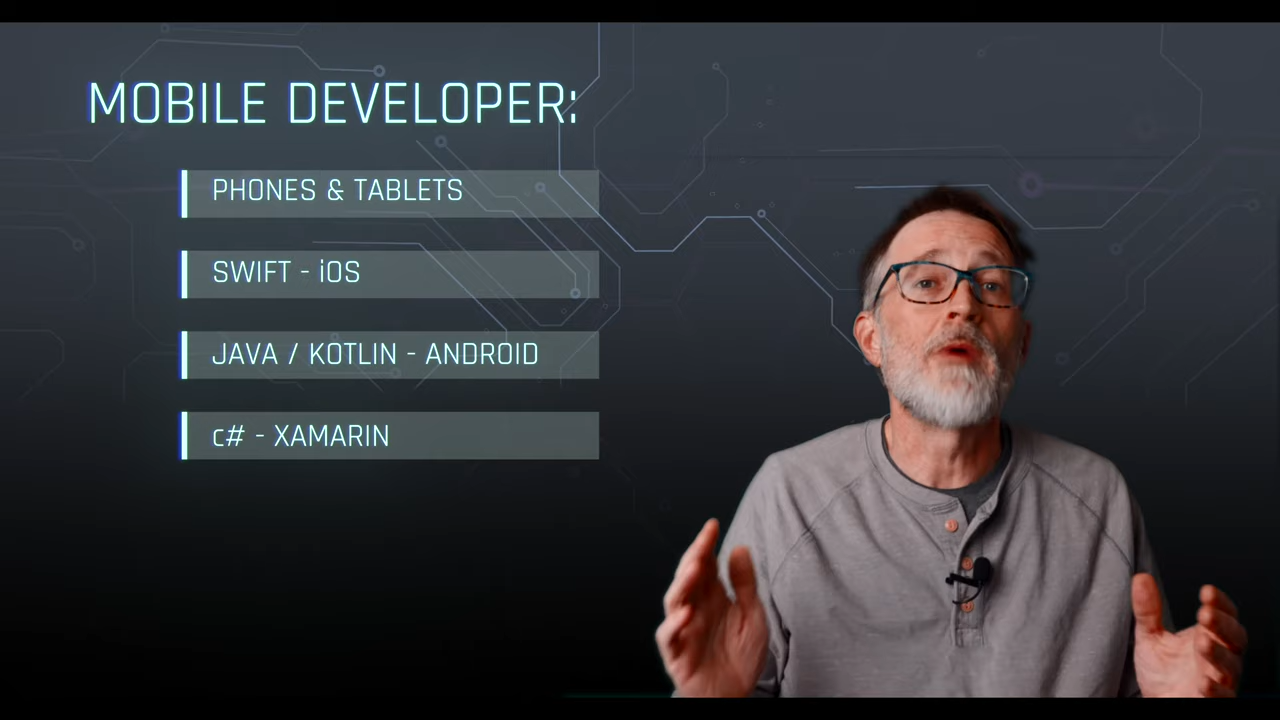 MOBILE DEVELOPER:
PHONES & TABLETS
SWIFT - iOS
JAVA / KOTLIN - ANDROID
c# - XAMARIN